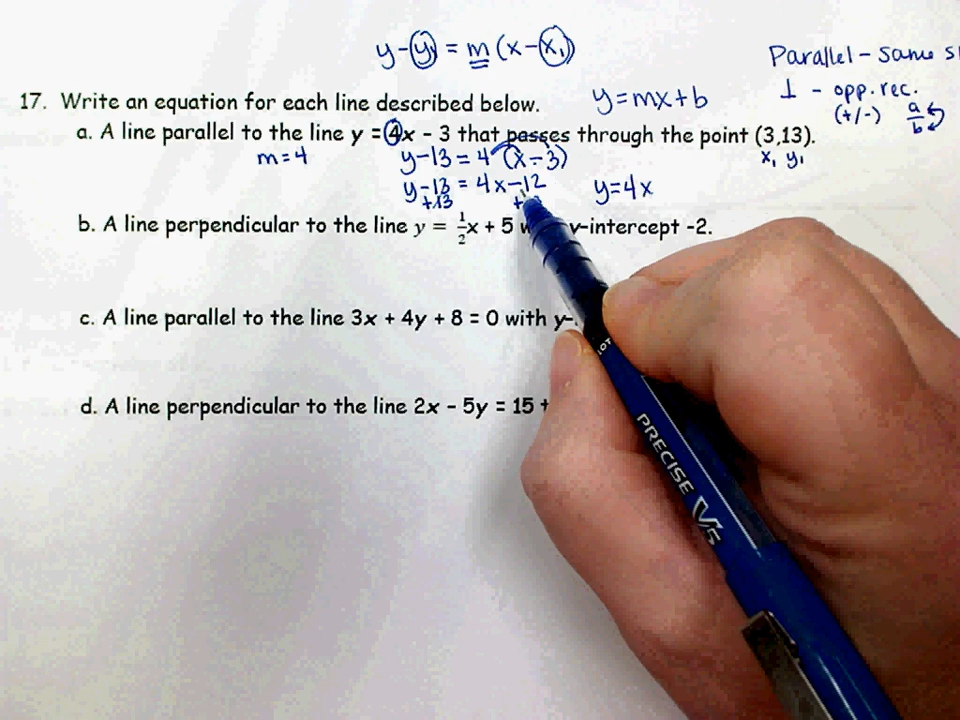 y-y₁ = m(x-x₁)
Parallel - same
17. Write an equation for each line described below.
y=mx+b
⊥ - opp. rec.
(+/-) a/b
a. A line parallel to the line y = 4x - 3 that passes through the point (3,13).
m=4
y-13 = 4(x-3)
x₁ y₁
y-13 = 4x-12
y=4x
+13
b. A line perpendicular to the line y = 1/2x + 5 y-intercept -2.
c. A line parallel to the line 3x + 4y + 8 = 0 with y-
d. A line perpendicular to the line 2x - 5y = 15
PRECISE V5